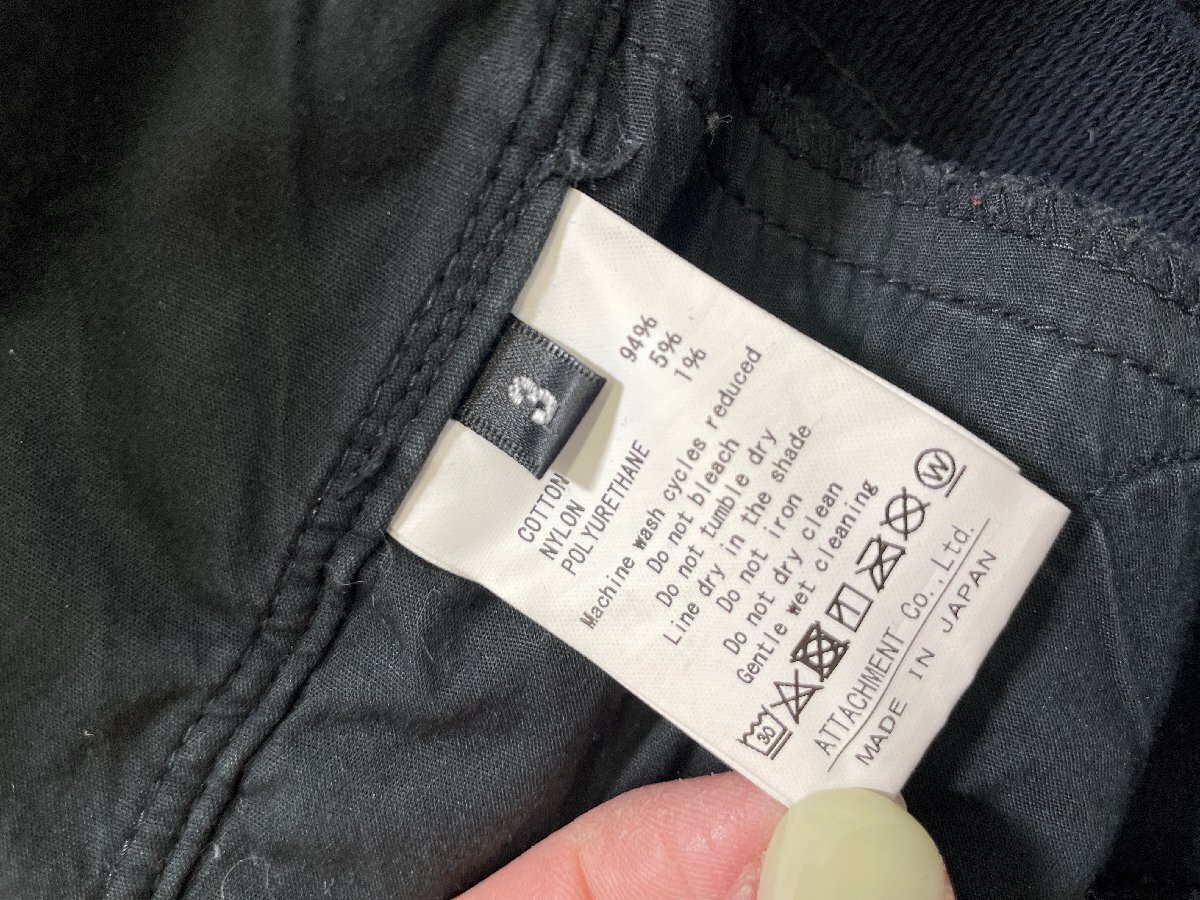 3
COTTON 94%
NYLON 5%
POLYURETHANE 1%
Machine wash cycles reduced
Do not bleach
Do not tumble dry
Line dry in the shade
Do not iron
Do not dry clean
Gentle wet cleaning
30 W
ATTACHMENT Co.,Ltd.
MADE IN JAPAN